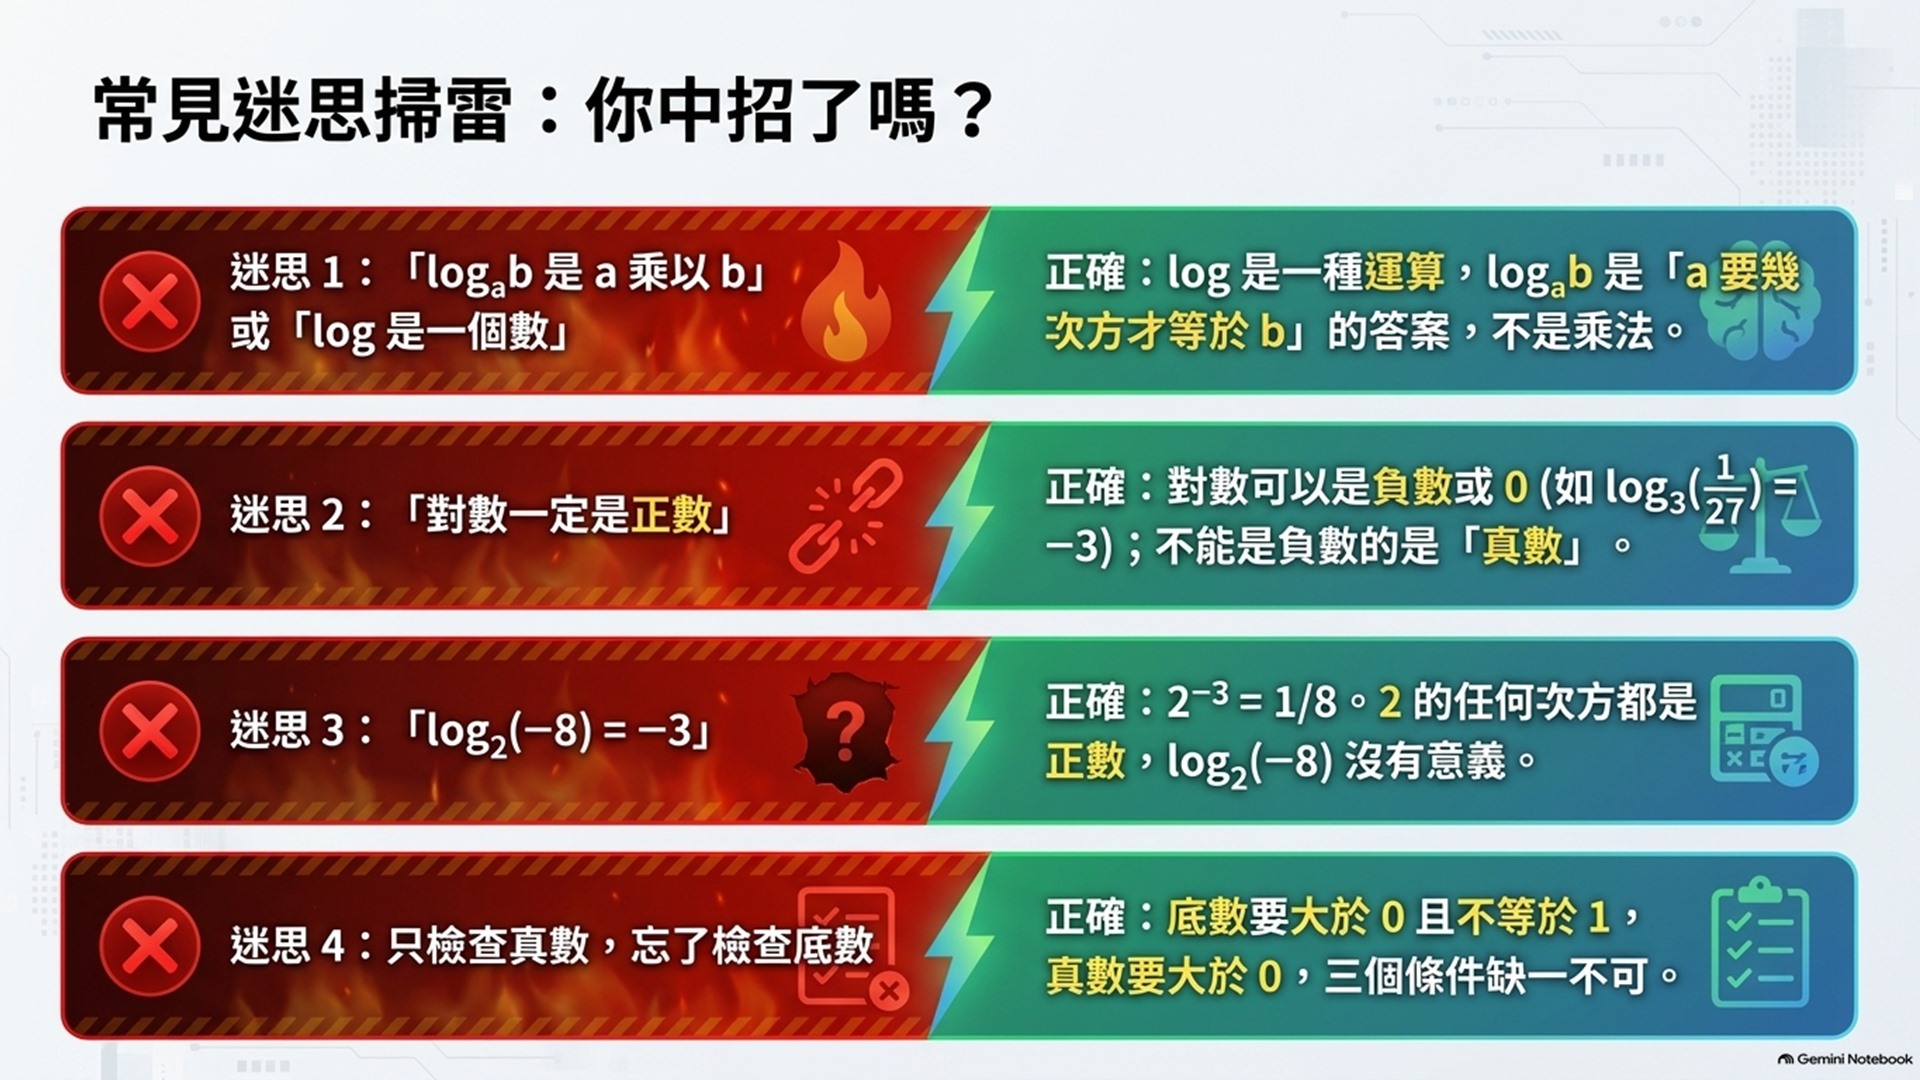 常見迷思掃雷：你中招了嗎？
迷思 1：「logₐb 是 a 乘以 b」
或「log 是一個數」
正確：log 是一種運算，logₐb 是「a 要幾
次方才等於 b」的答案，不是乘法。
迷思 2：「對數一定是正數」
正確：對數可以是負數或 0 (如 log₃(1/27) =
−3)；不能是負數的是「真數」。
迷思 3：「log₂(−8) = −3」
正確：2⁻³ = 1/8。2 的任何次方都是
正數，log₂(−8) 沒有意義。
迷思 4：只檢查真數，忘了檢查底數
正確：底數要大於 0 且不等於 1，
真數要大於 0，三個條件缺一不可。
Gemini Notebook